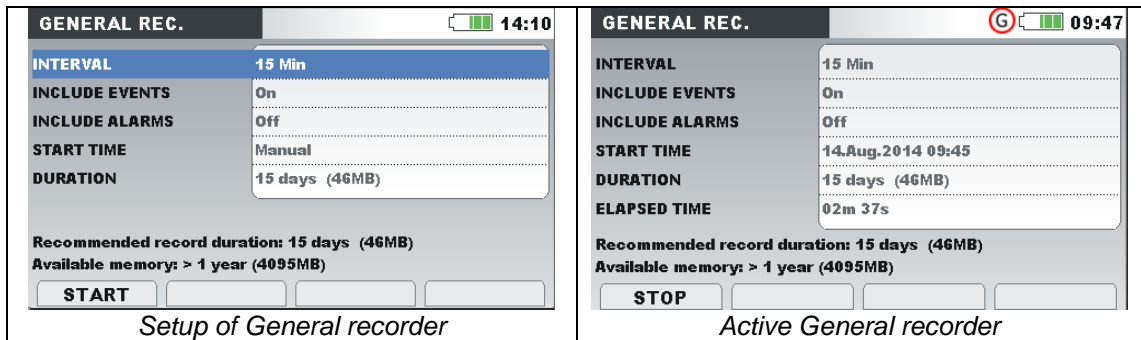 GENERAL REC. 14:10
INTERVAL 15 Min
INCLUDE EVENTS On
INCLUDE ALARMS Off
START TIME Manual
DURATION 15 days (46MB)
Recommended record duration: 15 days (46MB)
Available memory: > 1 year (4095MB)
START
Setup of General recorder
GENERAL REC. G 09:47
INTERVAL 15 Min
INCLUDE EVENTS On
INCLUDE ALARMS Off
START TIME 14.Aug.2014 09:45
DURATION 15 days (46MB)
ELAPSED TIME 02m 37s
Recommended record duration: 15 days (46MB)
Available memory: > 1 year (4095MB)
STOP
Active General recorder